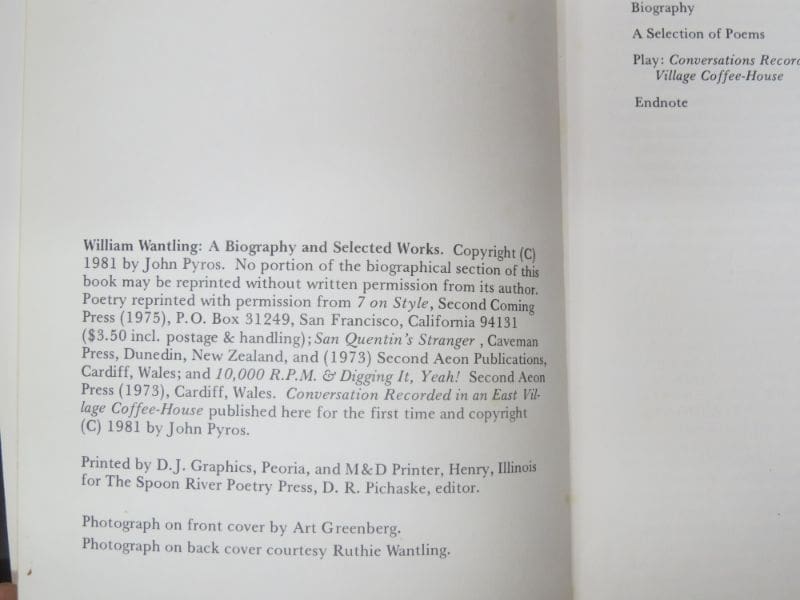 William Wantling: A Biography and Selected Works. Copyright (C)
1981 by John Pyros. No portion of the biographical section of this
book may be reprinted without written permission from its author.
Poetry reprinted with permission from 7 on Style, Second Coming
Press (1975), P.O. Box 31249, San Francisco, California 94131
($3.50 incl. postage & handling); San Quentin's Stranger , Caveman
Press, Dunedin, New Zealand, and (1973) Second Aeon Publications,
Cardiff, Wales; and 10,000 R.P.M. & Digging It, Yeah! Second Aeon
Press (1973), Cardiff, Wales. Conversation Recorded in an East Vil-
lage Coffee-House published here for the first time and copyright
(C) 1981 by John Pyros.
Printed by D.J. Graphics, Peoria, and M&D Printer, Henry, Illinois
for The Spoon River Poetry Press, D. R. Pichaske, editor.
Photograph on front cover by Art Greenberg.
Photograph on back cover courtesy Ruthie Wantling.
Biography
A Selection of Poems
Play: Conversations Record
Village Coffee-House
Endnote